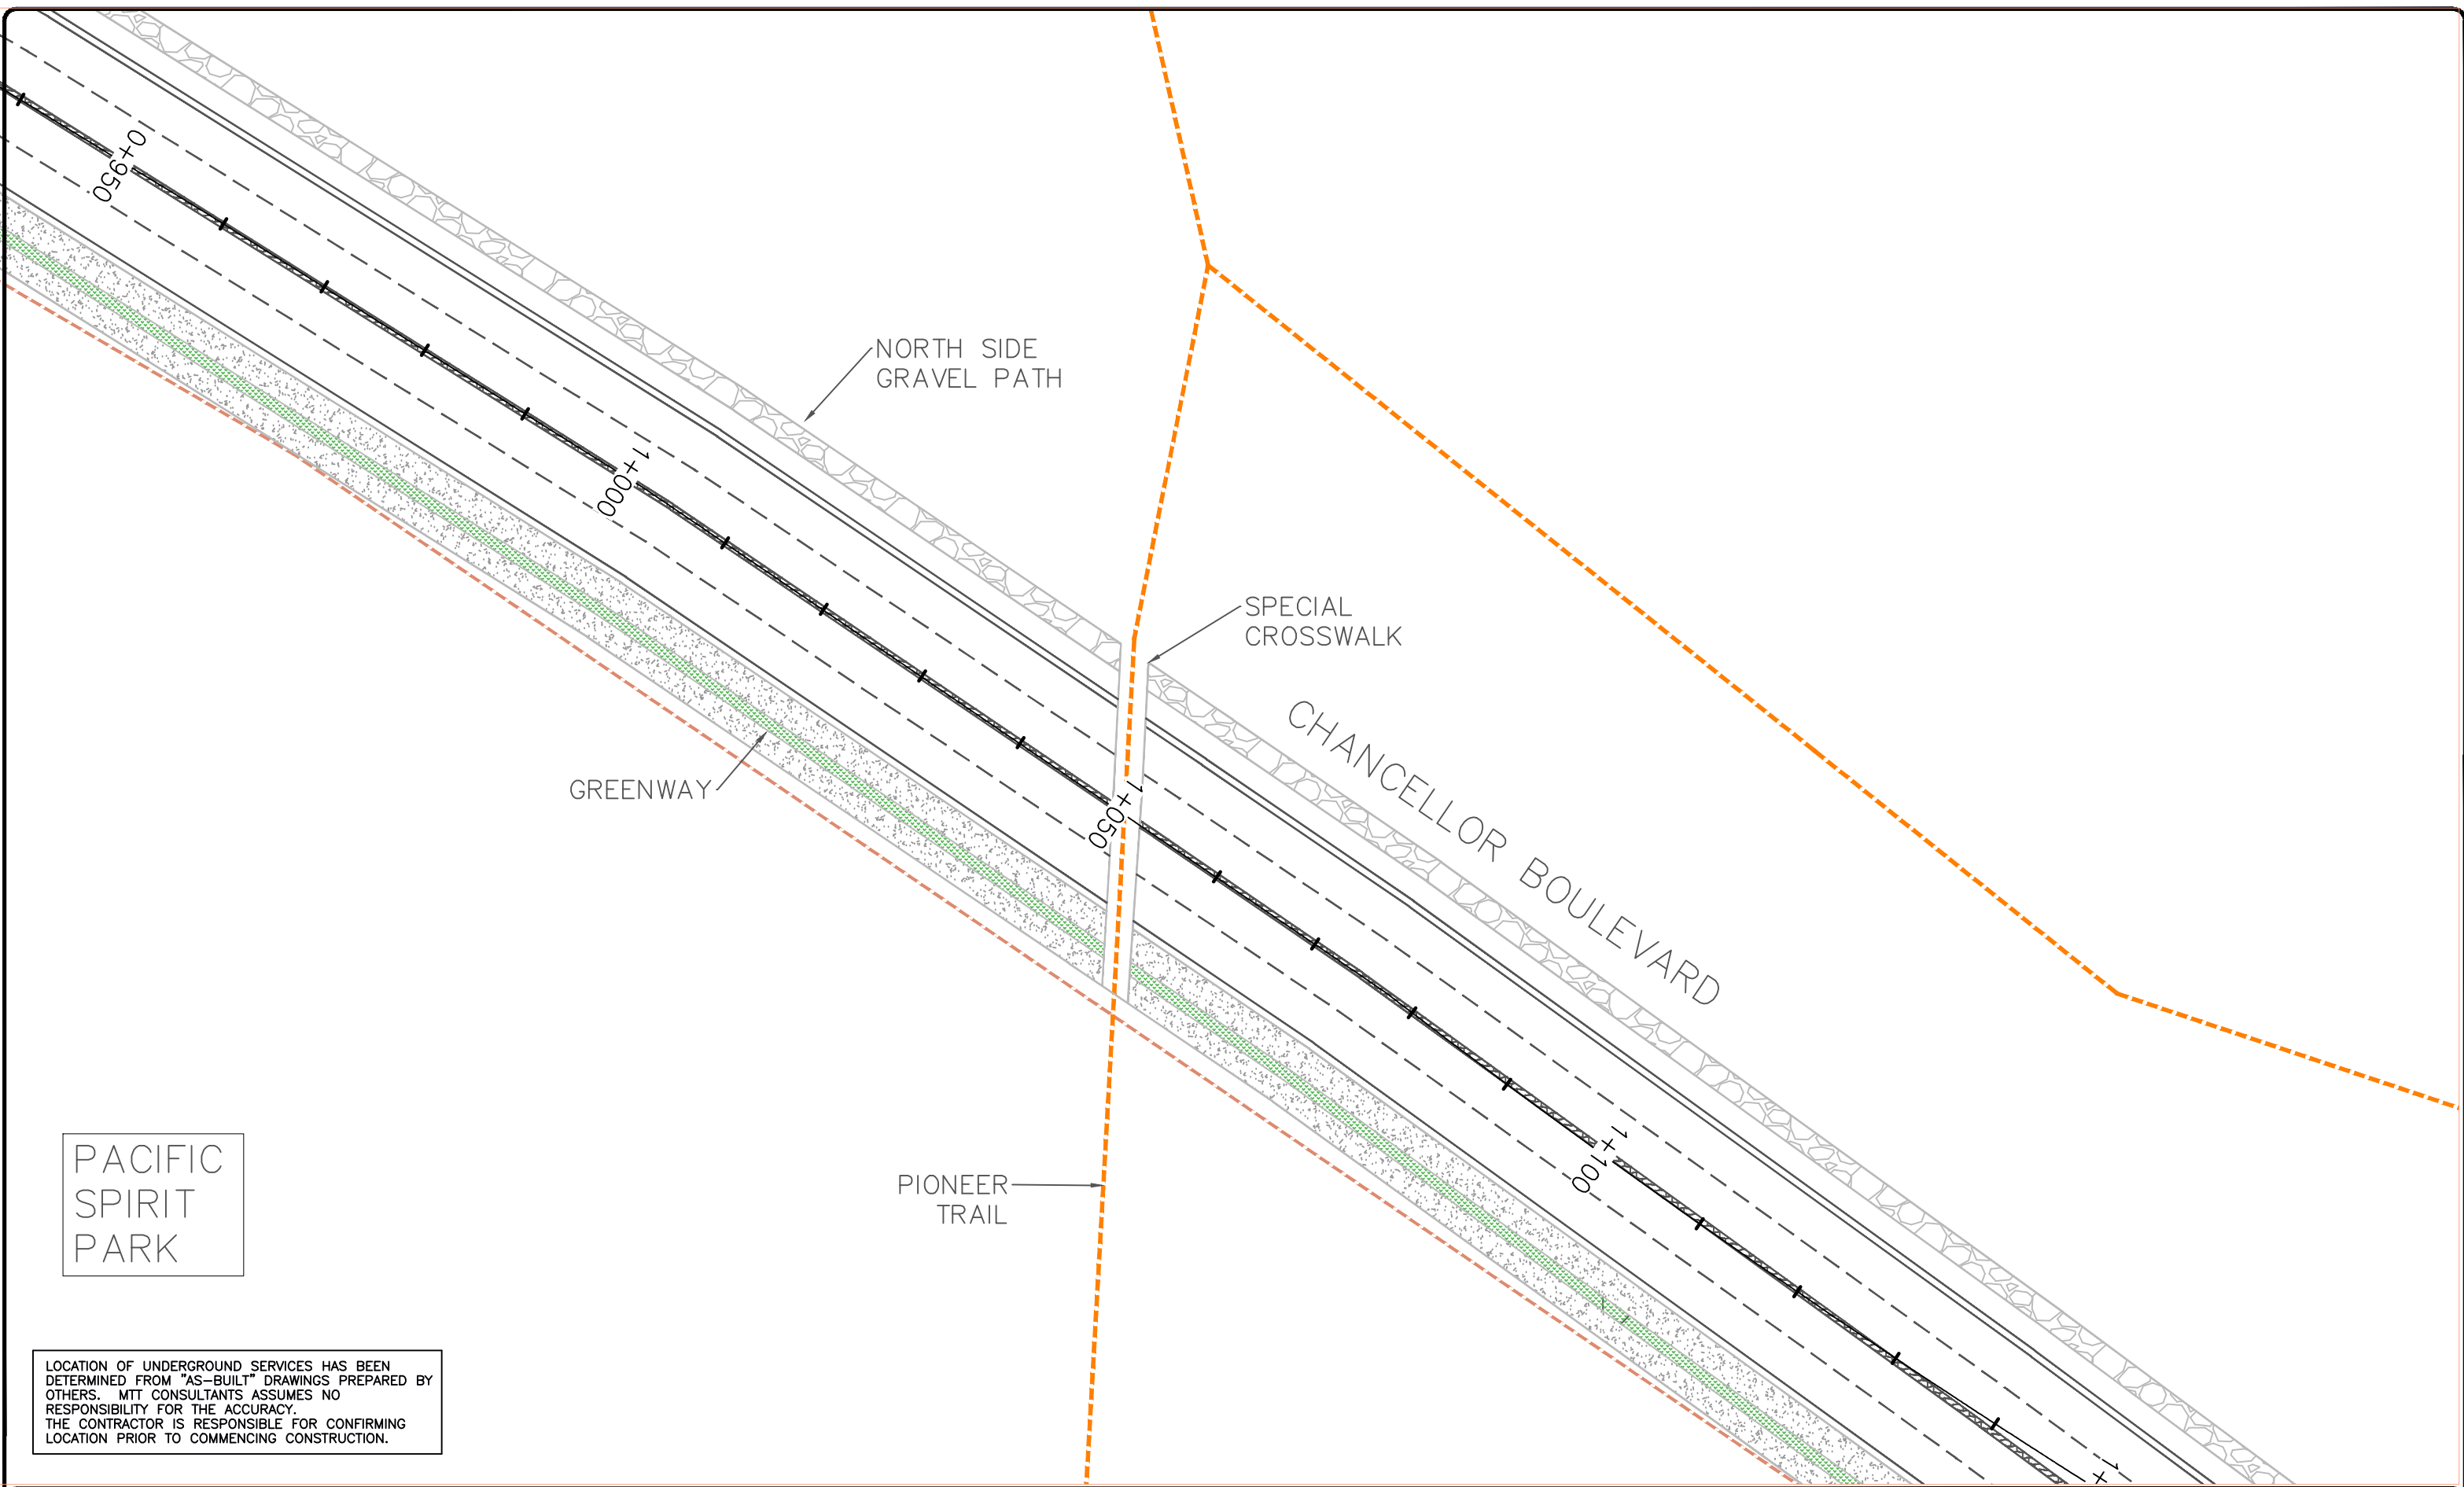 0+950
NORTH SIDE
GRAVEL PATH
1+000
SPECIAL
CROSSWALK
CHANCELLOR BOULEVARD
GREENWAY
1+050
1+100
PIONEER
TRAIL
PACIFIC
SPIRIT
PARK
LOCATION OF UNDERGROUND SERVICES HAS BEEN
DETERMINED FROM "AS-BUILT" DRAWINGS PREPARED BY
OTHERS. MTT CONSULTANTS ASSUMES NO
RESPONSIBILITY FOR THE ACCURACY.
THE CONTRACTOR IS RESPONSIBLE FOR CONFIRMING
LOCATION PRIOR TO COMMENCING CONSTRUCTION.
1+